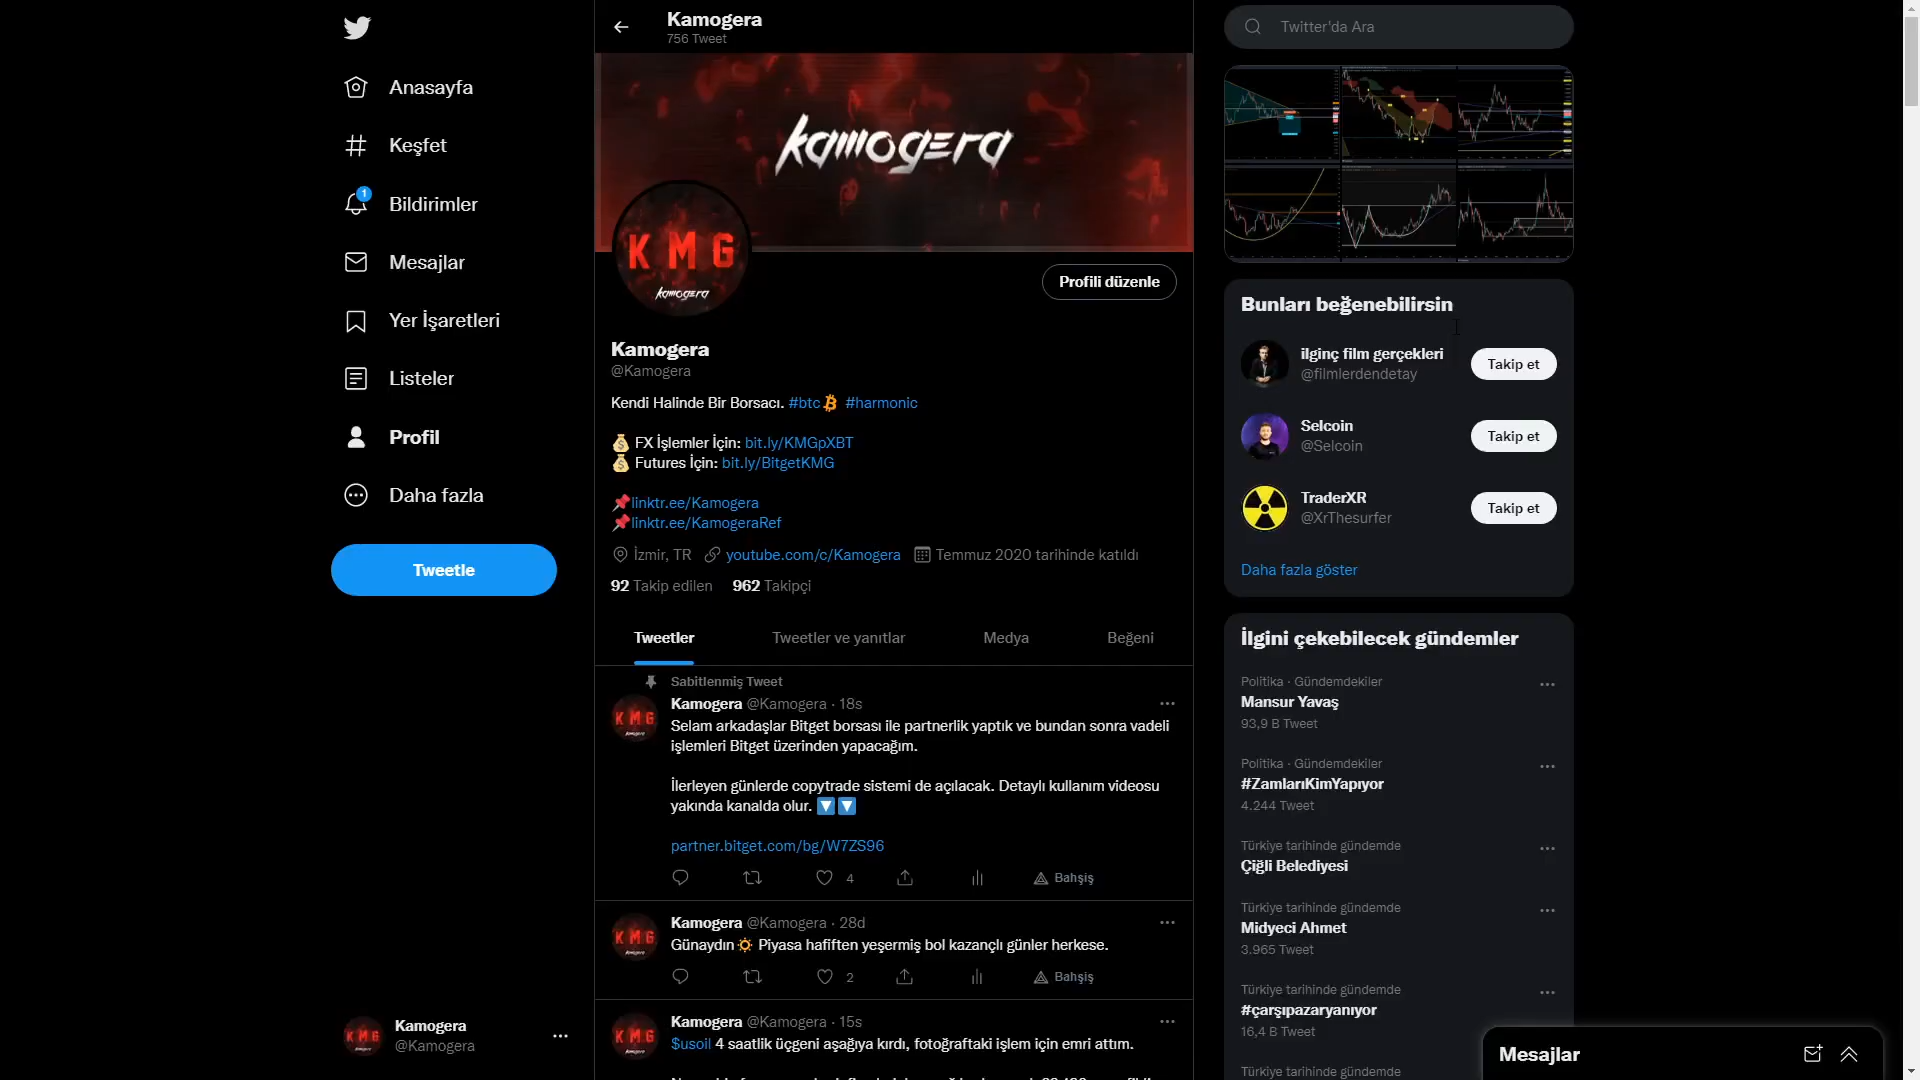 Anasayfa
Keşfet
1
Bildirimler
Mesajlar
Yer İşaretleri
Listeler
Profil
Daha fazla
Tweetle
Kamogera
@Kamogera
Kamogera
756 Tweet
kamogera
KMG
kamogera
Profili düzenle
Kamogera
@Kamogera
Kendi Halinde Bir Borsacı. #btc #harmonic
FX İşlemler İçin: bit.ly/KMGpXBT
Futures İçin: bit.ly/BitgetKMG
linktr.ee/Kamogera
linktr.ee/KamogeraRef
İzmir, TR youtube.com/c/Kamogera Temmuz 2020 tarihinde katıldı
92 Takip edilen 962 Takipçi
Tweetler Tweetler ve yanıtlar Medya Beğeni
Sabitlenmiş Tweet
KMG
Kamogera @Kamogera · 18s
Selam arkadaşlar Bitget borsası ile partnerlik yaptık ve bundan sonra vadeli
işlemleri Bitget üzerinden yapacağım.
İlerleyen günlerde copytrade sistemi de açılacak. Detaylı kullanım videosu
yakında kanalda olur.
partner.bitget.com/bg/W7ZS96
4 Bahşiş
KMG
Kamogera @Kamogera · 28d
Günaydın Piyasa hafiften yeşermiş bol kazançlı günler herkese.
2 Bahşiş
KMG
Kamogera @Kamogera · 15s
$usoil 4 saatlik üçgeni aşağıya kırdı, fotoğraftaki işlem için emri attım.
Twitter'da Ara
Bunları beğenebilirsin
ilginç film gerçekleri
@filmlerdendetay
Takip et
Selcoin
@Selcoin
Takip et
TraderXR
@XrThesurfer
Takip et
Daha fazla göster
İlgini çekebilecek gündemler
Politika · Gündemdekiler
Mansur Yavaş
93,9 B Tweet
Politika · Gündemdekiler
#ZamlarıKimYapıyor
4.244 Tweet
Türkiye tarihinde gündemde
Çiğli Belediyesi
Türkiye tarihinde gündemde
Midyeci Ahmet
3.965 Tweet
Türkiye tarihinde gündemde
#çarşıpazaryanıyor
16,4 B Tweet
Türkiye tarihinde gündemde
Mesajlar